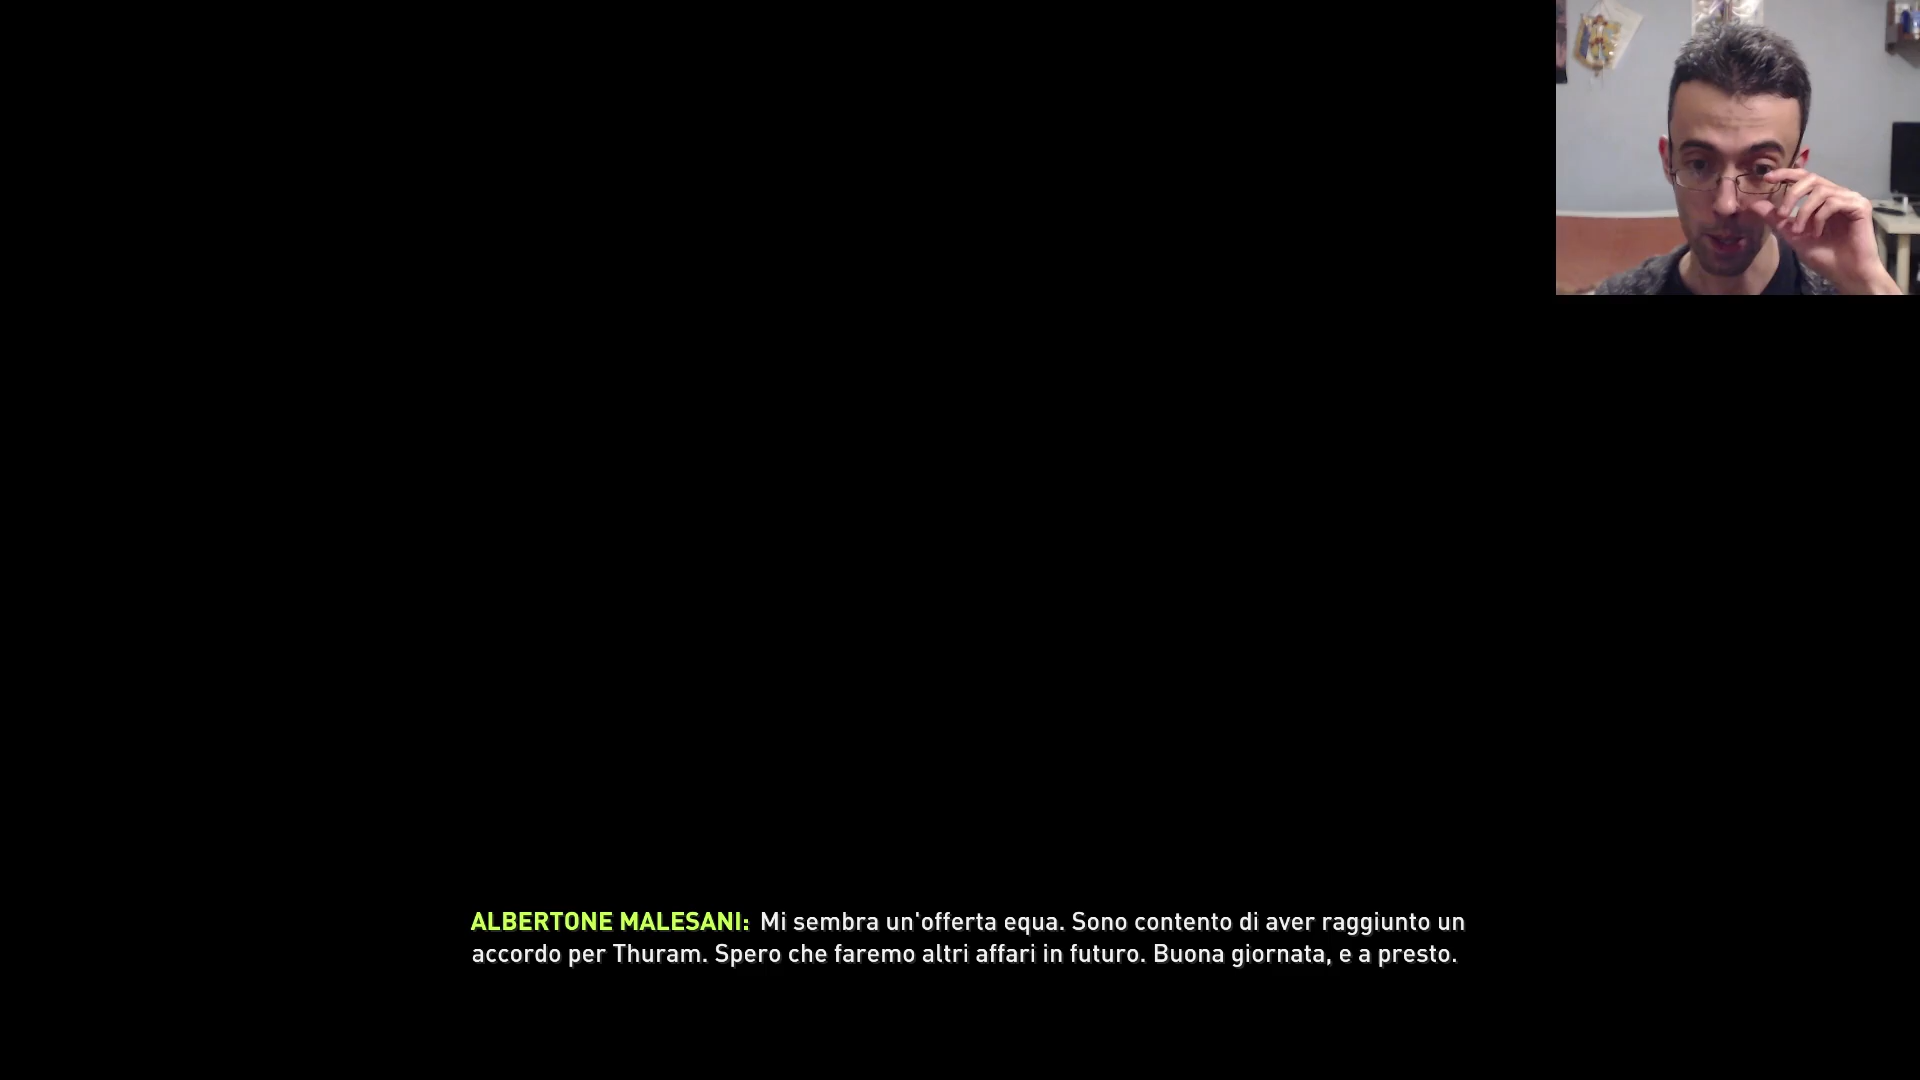 ALBERTONE MALESANI: Mi sembra un'offerta equa. Sono contento di aver raggiunto un
accordo per Thuram. Spero che faremo altri affari in futuro. Buona giornata, e a presto.